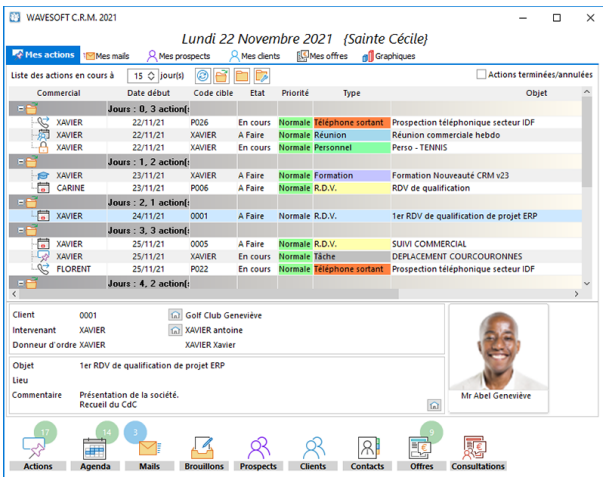 WAVESOFT C.R.M. 2021
Lundi 22 Novembre 2021 {Sainte Cécile}
Mes actions Mes mails Mes prospects Mes clients Mes offres Graphiques
Liste des actions en cours à 15 jour(s) Actions terminées/annulées
Commercial Date début Code cible Etat Priorité Type Objet
Jours : 0, 3 action(s
XAVIER 22/11/21 P026 En cours Normale Téléphone sortant Prospection téléphonique secteur IDF
XAVIER 22/11/21 XAVIER A Faire Normale Réunion Réunion commerciale hebdo
XAVIER 22/11/21 XAVIER En cours Normale Personnel Perso - TENNIS
Jours : 1, 2 action(s
XAVIER 23/11/21 XAVIER A Faire Normale Formation Formation Nouveauté CRM v23
CARINE 23/11/21 P006 A Faire Normale R.D.V. RDV de qualification
Jours : 2, 1 action(s
XAVIER 24/11/21 0001 A Faire Normale R.D.V. 1er RDV de qualification de projet ERP
Jours : 3, 3 action(s
XAVIER 25/11/21 0005 A Faire Normale R.D.V. SUIVI COMMERCIAL
XAVIER 25/11/21 XAVIER En cours Normale Tâche DEPLACEMENT COURCOURONNES
FLORENT 25/11/21 P022 En cours Normale Téléphone sortant Prospection téléphonique secteur IDF
Jours : 4, 2 action(s
Client 0001 Golf Club Geneviève
Intervenant XAVIER XAVIER antoine
Donneur d'ordre XAVIER XAVIER Xavier
Objet 1er RDV de qualification de projet ERP
Lieu
Commentaire Présentation de la société.
Recueil du CdC
Mr Abel Geneviève
17 14 3 9
Actions Agenda Mails Brouillons Prospects Clients Contacts Offres Consultations